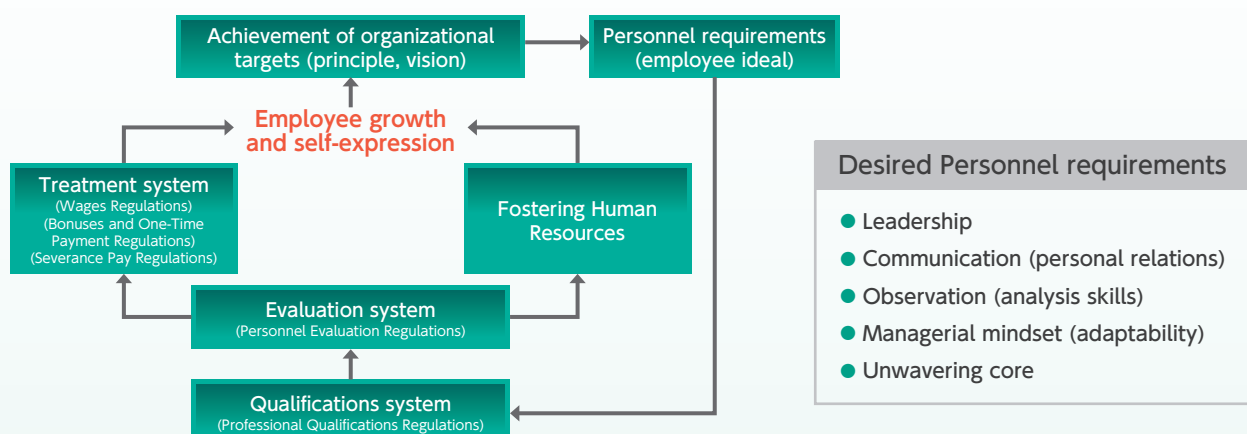 Achievement of organizational
targets (principle, vision)
Personnel requirements
(employee ideal)
Employee growth
and self-expression
Treatment system
(Wages Regulations)
(Bonuses and One-Time
Payment Regulations)
(Severance Pay Regulations)
Fostering Human
Resources
Evaluation system
(Personnel Evaluation Regulations)
Qualifications system
(Professional Qualifications Regulations)
Desired Personnel requirements
● Leadership
● Communication (personal relations)
● Observation (analysis skills)
● Managerial mindset (adaptability)
● Unwavering core